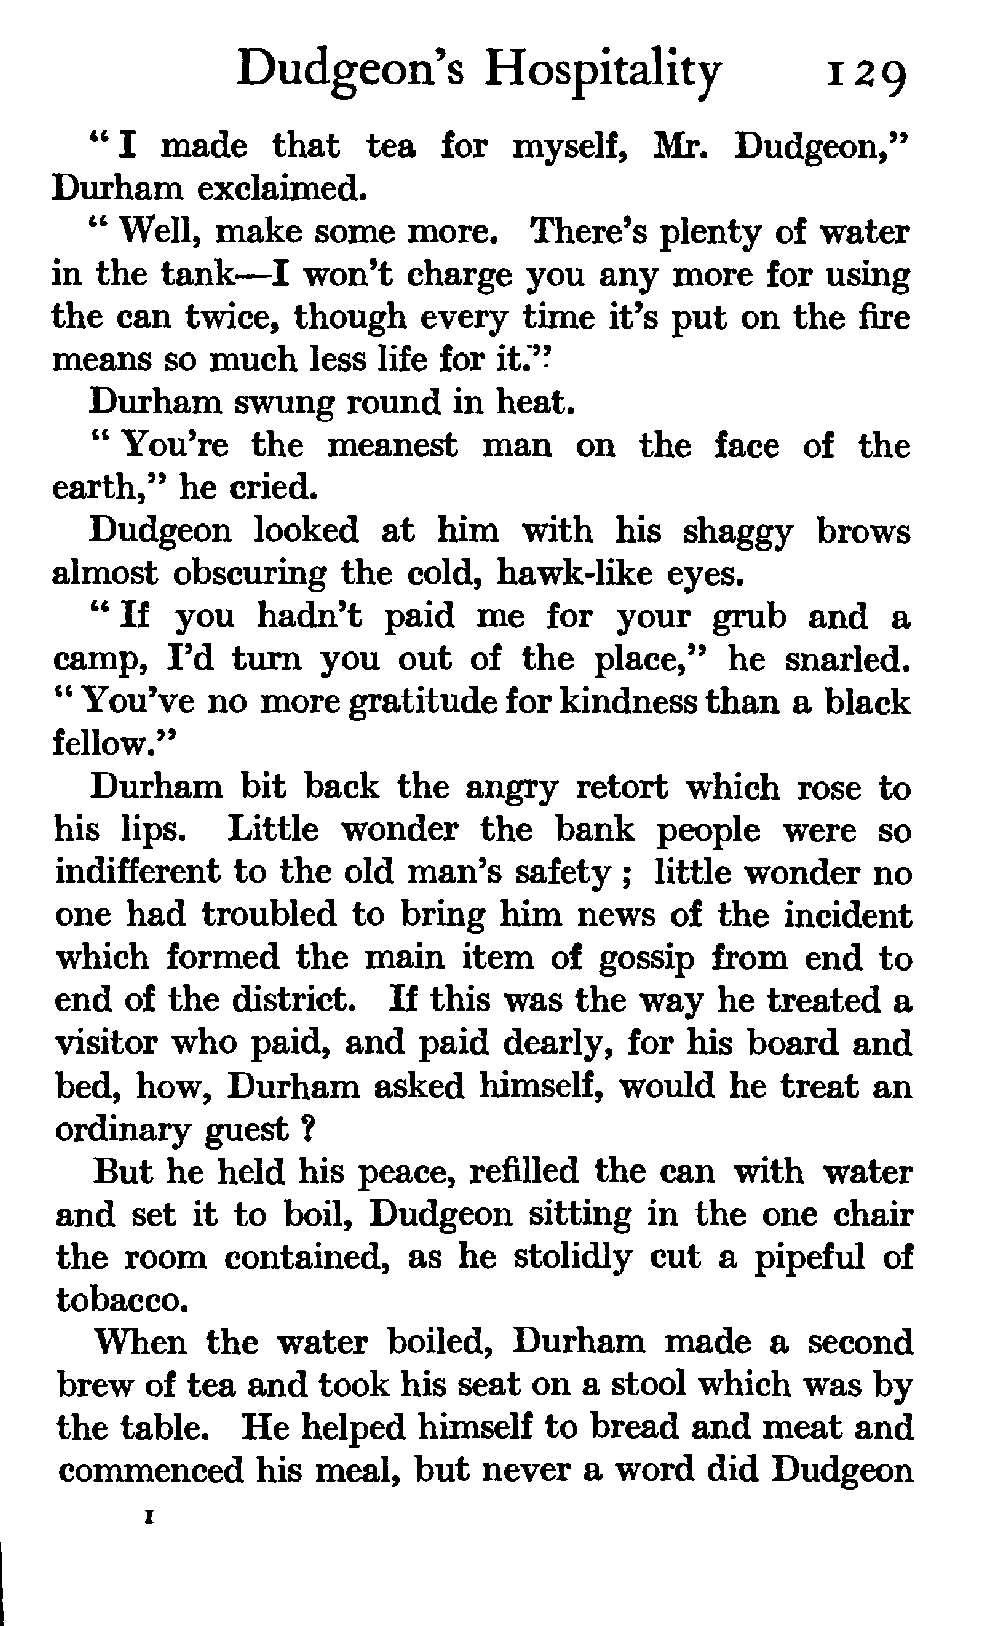 Dudgeon's Hospitality 129
" I made that tea for myself, Mr. Dudgeon,"
Durham exclaimed.
" Well, make some more. There's plenty of water
in the tank—I won't charge you any more for using
the can twice, though every time it's put on the fire
means so much less life for it."
Durham swung round in heat.
" You're the meanest man on the face of the
earth," he cried.
Dudgeon looked at him with his shaggy brows
almost obscuring the cold, hawk-like eyes.
" If you hadn't paid me for your grub and a
camp, I'd turn you out of the place," he snarled.
" You've no more gratitude for kindness than a black
fellow."
Durham bit back the angry retort which rose to
his lips. Little wonder the bank people were so
indifferent to the old man's safety ; little wonder no
one had troubled to bring him news of the incident
which formed the main item of gossip from end to
end of the district. If this was the way he treated a
visitor who paid, and paid dearly, for his board and
bed, how, Durham asked himself, would he treat an
ordinary guest ?
But he held his peace, refilled the can with water
and set it to boil, Dudgeon sitting in the one chair
the room contained, as he stolidly cut a pipeful of
tobacco.
When the water boiled, Durham made a second
brew of tea and took his seat on a stool which was by
the table. He helped himself to bread and meat and
commenced his meal, but never a word did Dudgeon
I